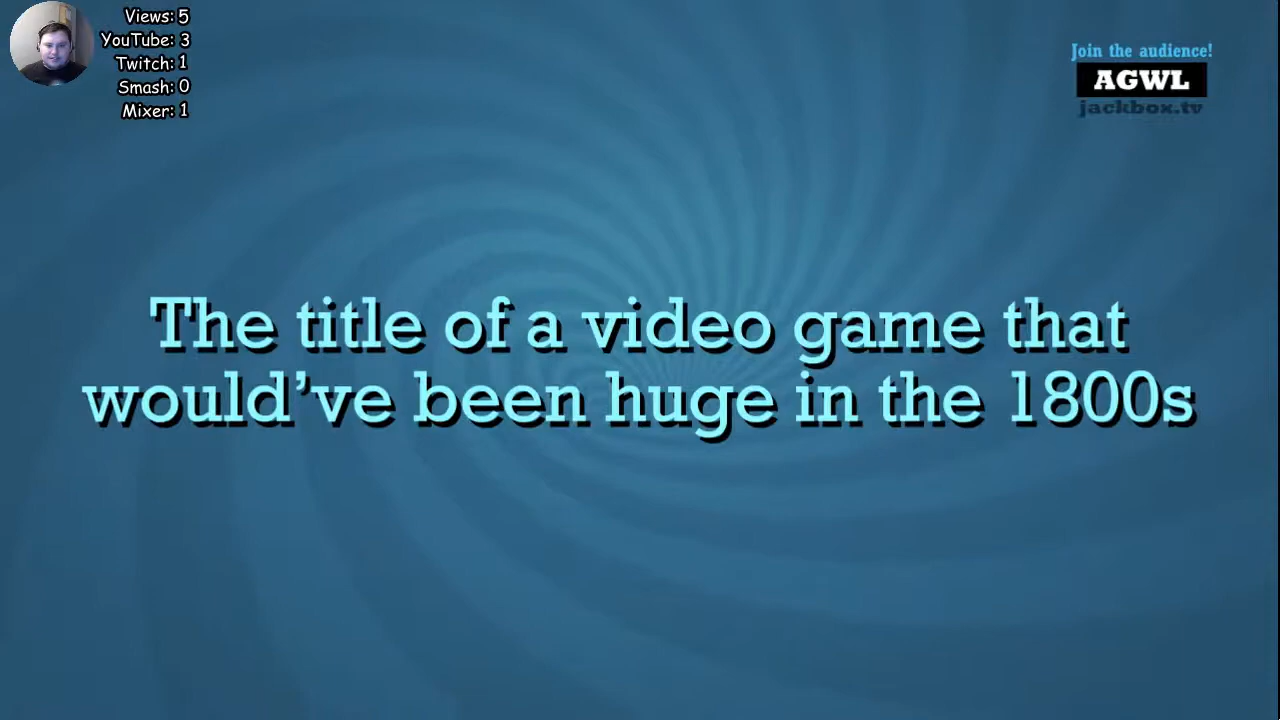 Views: 5
YouTube: 3
Twitch: 1
Smash: 0
Mixer: 1
Join the audience!
AGWL
jackbox.tv
The title of a video game that
would’ve been huge in the 1800s